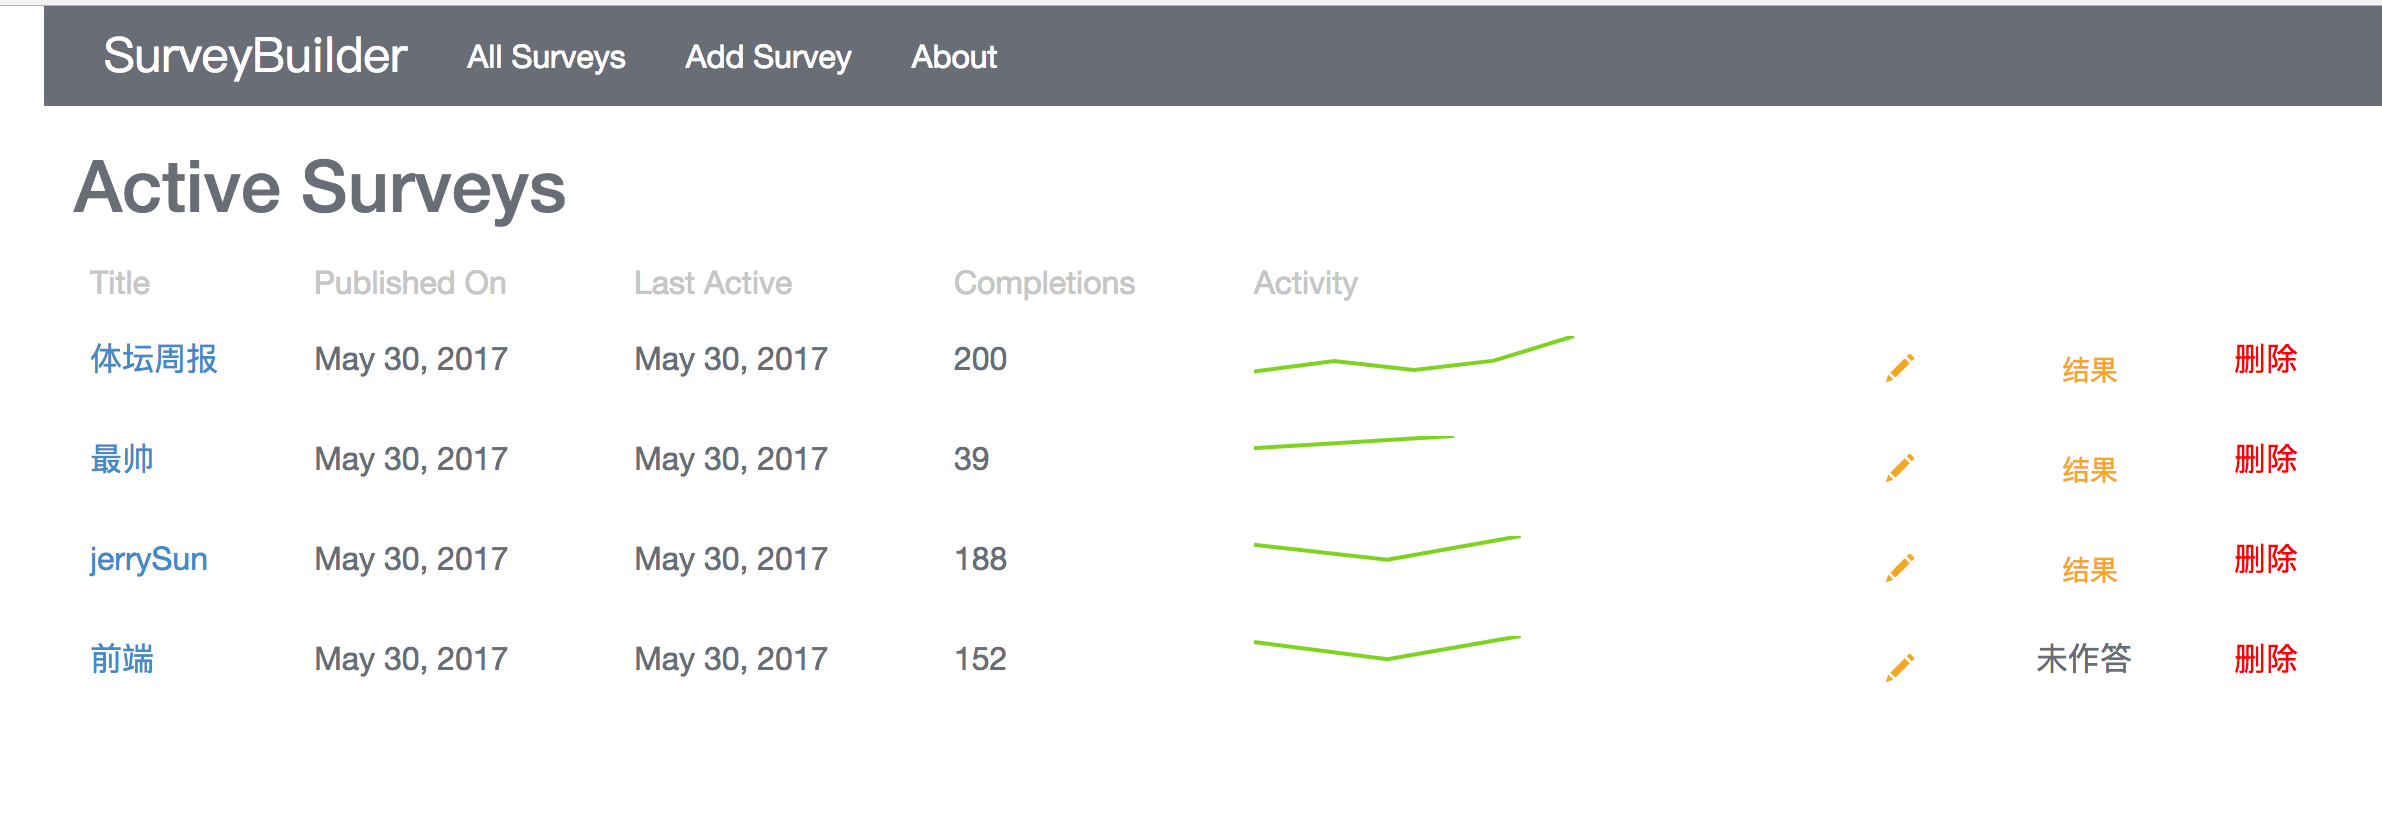 SurveyBuilder All Surveys Add Survey About
Active Surveys
Title Published On Last Active Completions Activity
体坛周报 May 30, 2017 May 30, 2017 200 结果 删除
最帅 May 30, 2017 May 30, 2017 39 结果 删除
jerrySun May 30, 2017 May 30, 2017 188 结果 删除
前端 May 30, 2017 May 30, 2017 152 未作答 删除